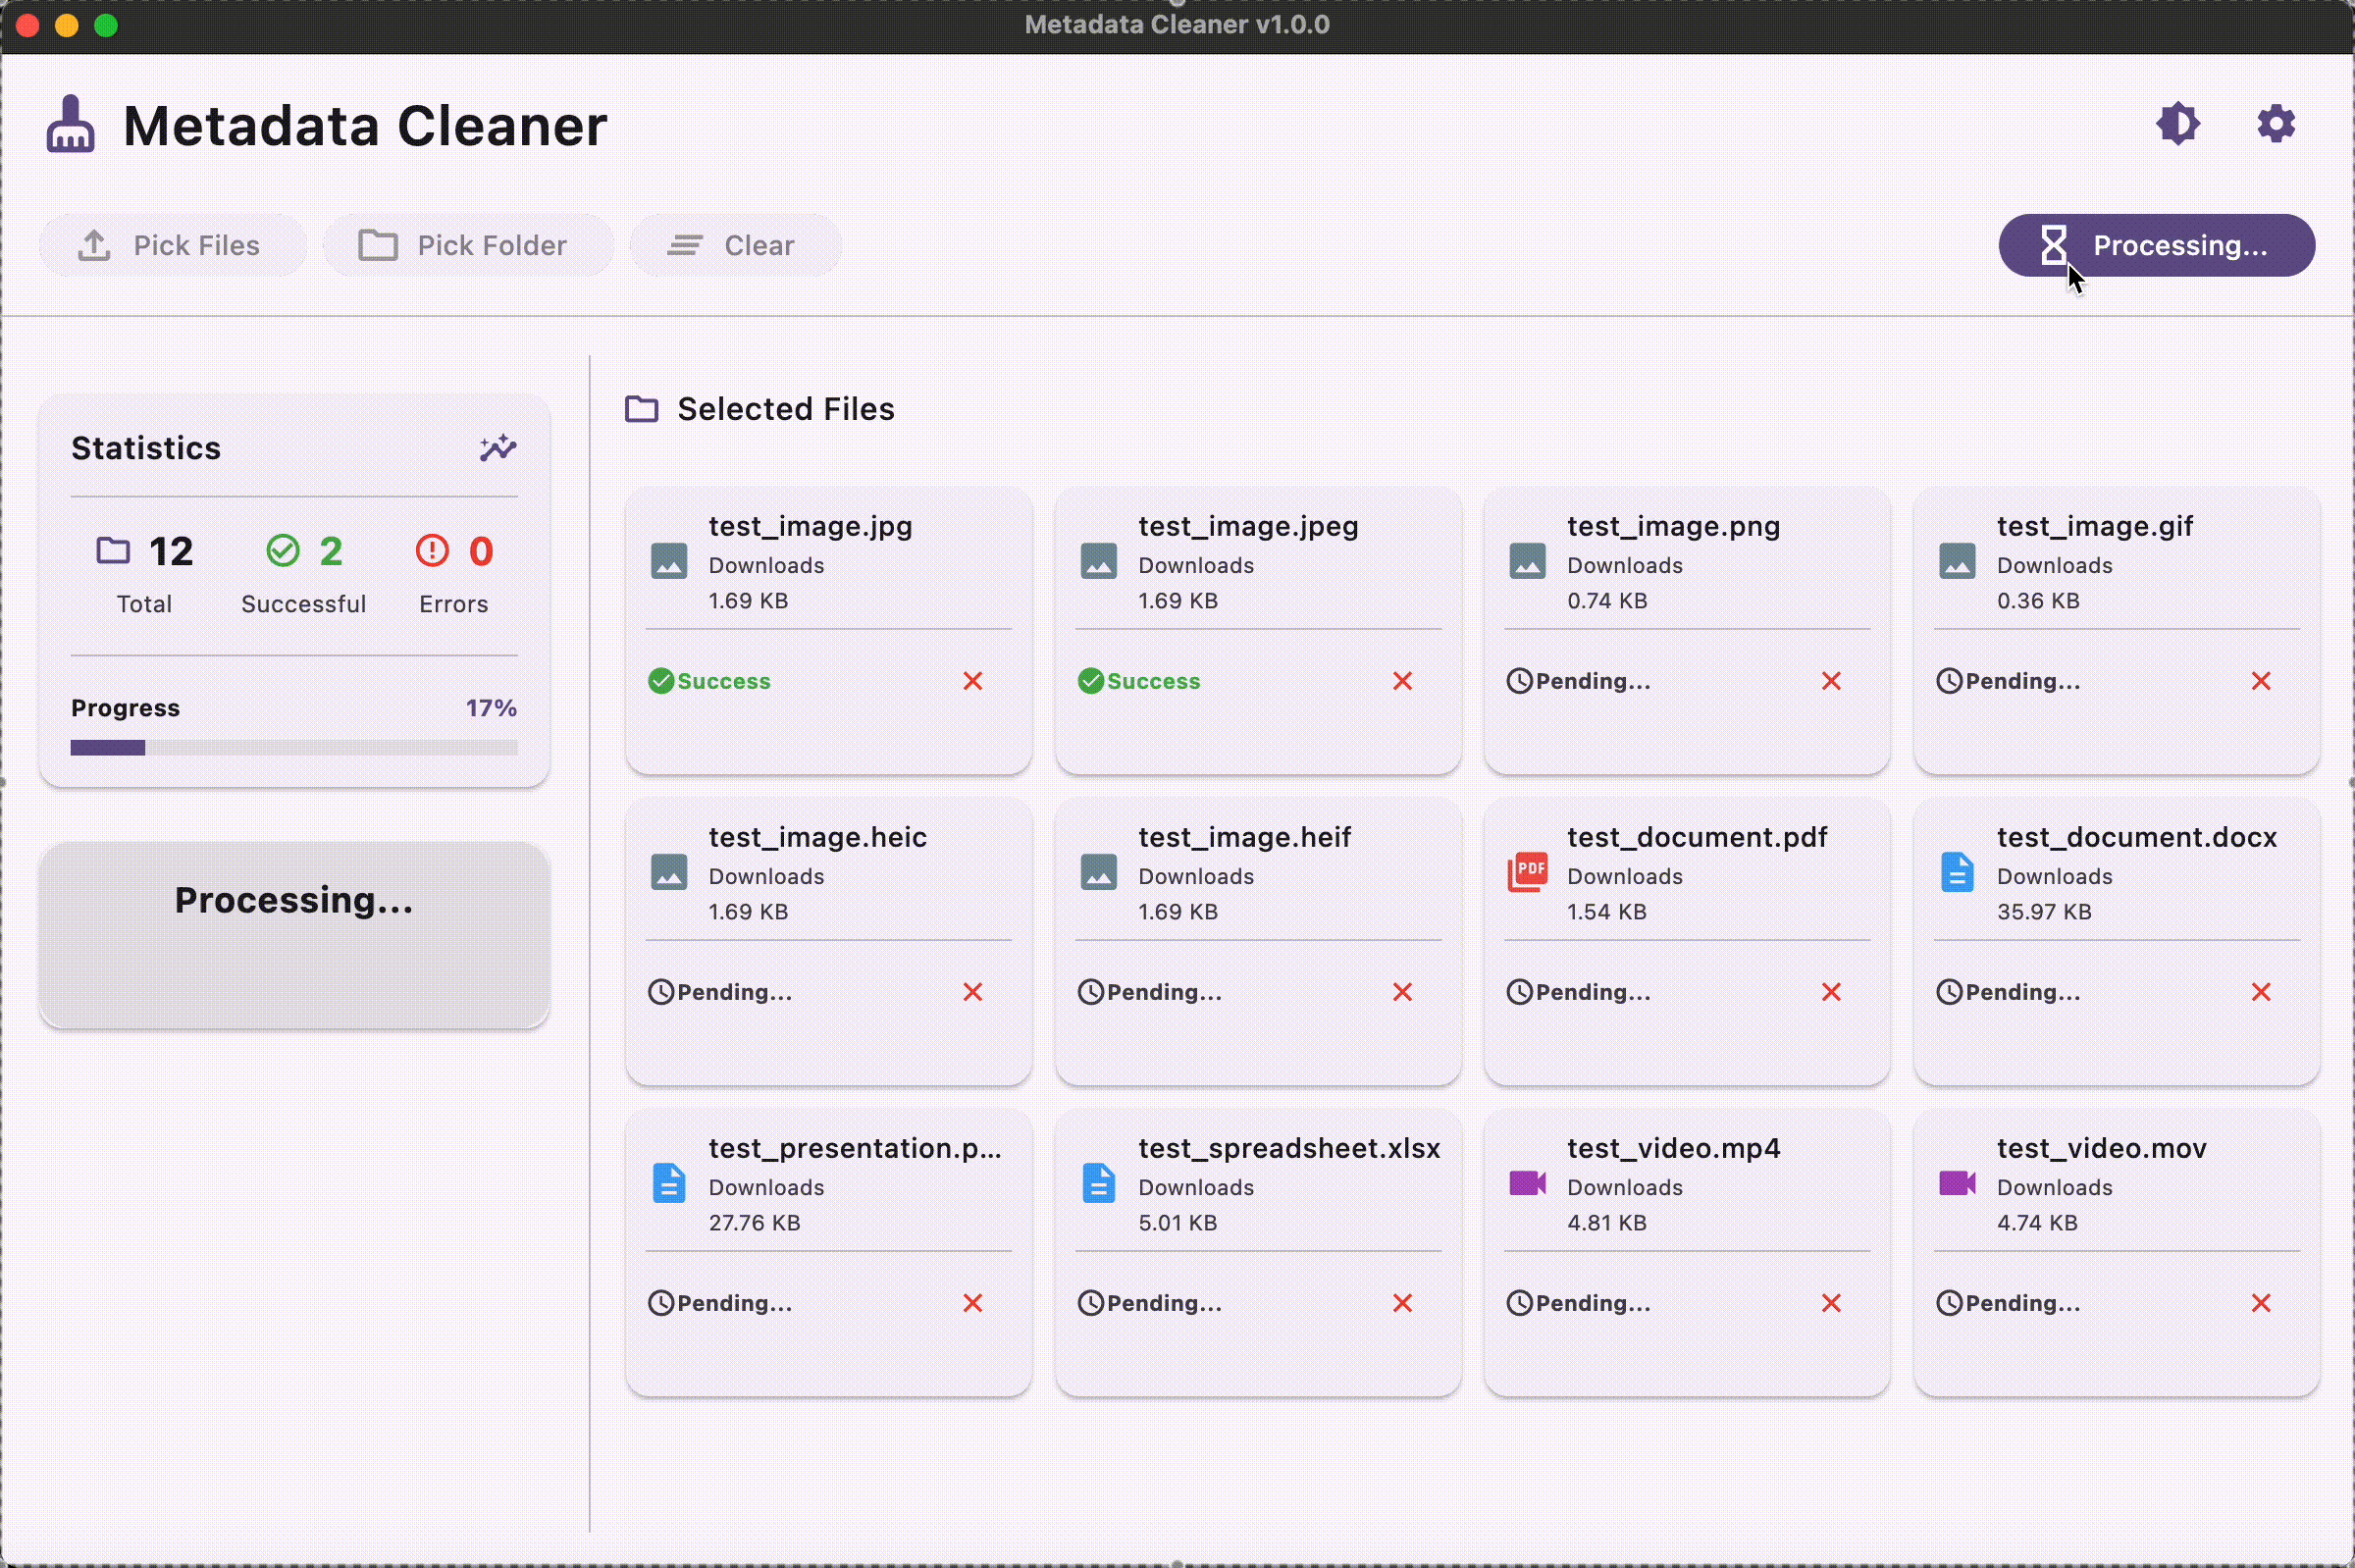 Metadata Cleaner v1.0.0
Metadata Cleaner
Pick Files
Pick Folder
Clear
Processing...
Statistics
12
2
0
Total
Successful
Errors
Progress
17%
Processing...
Selected Files
test_image.jpg
Downloads
1.69 KB
Success
test_image.jpeg
Downloads
1.69 KB
Success
test_image.png
Downloads
0.74 KB
Pending...
test_image.gif
Downloads
0.36 KB
Pending...
test_image.heic
Downloads
1.69 KB
Pending...
test_image.heif
Downloads
1.69 KB
Pending...
PDF
test_document.pdf
Downloads
1.54 KB
Pending...
test_document.docx
Downloads
35.97 KB
Pending...
test_presentation.p...
Downloads
27.76 KB
Pending...
test_spreadsheet.xlsx
Downloads
5.01 KB
Pending...
test_video.mp4
Downloads
4.81 KB
Pending...
test_video.mov
Downloads
4.74 KB
Pending...